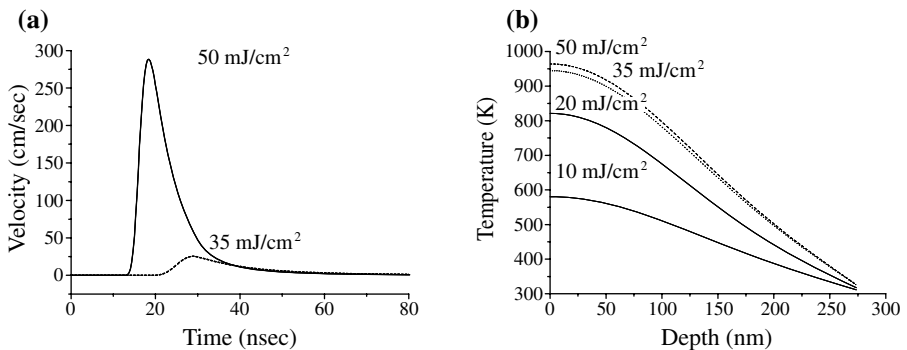 (a)
300
250
200
150
100
50
0
Velocity (cm/sec)
50 mJ/cm²
35 mJ/cm²
0 20 40 60 80
Time (nsec)
(b)
1000
900
800
700
600
500
400
300
Temperature (K)
50 mJ/cm²
35 mJ/cm²
20 mJ/cm²
10 mJ/cm²
0 50 100 150 200 250 300
Depth (nm)